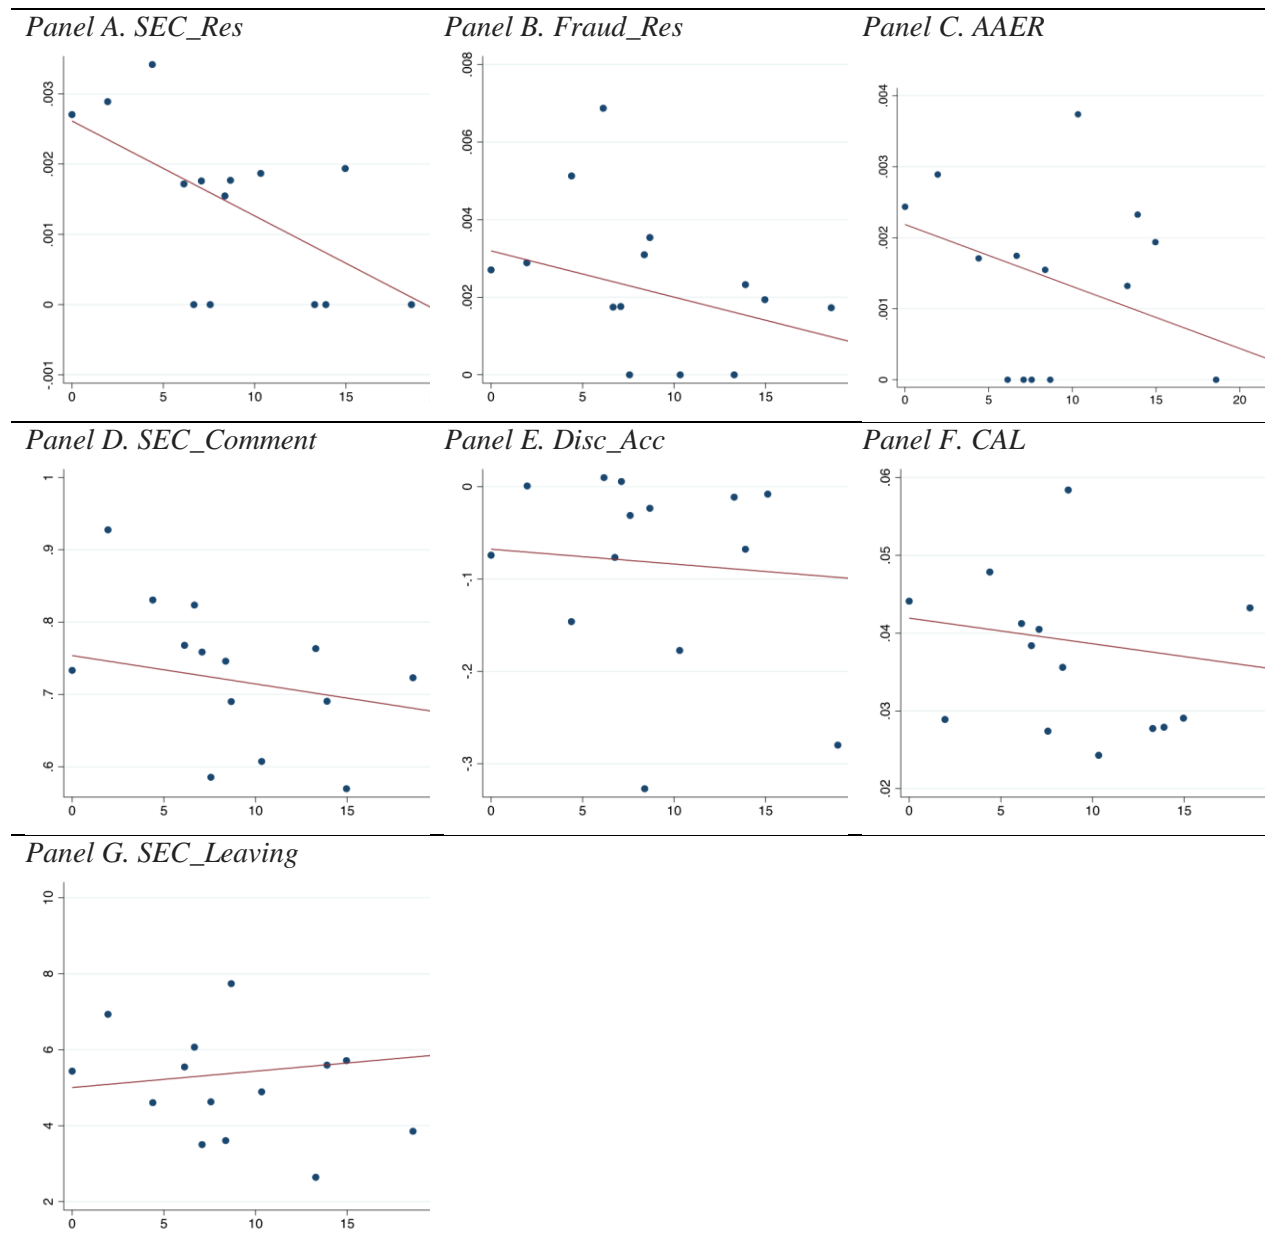 Panel A. SEC_Res
.003
.002
.001
0
-.001
0 5 10 15
Panel B. Fraud_Res
.008
.006
.004
.002
0
0 5 10 15
Panel C. AAER
.004
.003
.002
.001
0
0 5 10 15 20
Panel D. SEC_Comment
1
.9
.8
.7
.6
0 5 10 15
Panel E. Disc_Acc
0
-.1
-.2
-.3
0 5 10 15
Panel F. CAL
.06
.05
.04
.03
.02
0 5 10 15
Panel G. SEC_Leaving
10
8
6
4
2
0 5 10 15